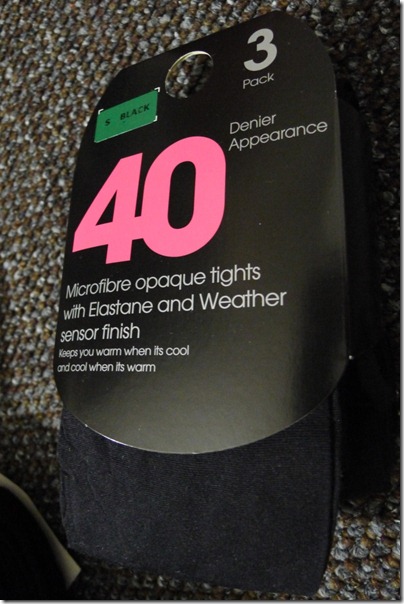 3
Pack
S BLACK
40
Denier
Appearance
Microfibre opaque tights
with Elastane and Weather
sensor finish
Keeps you warm when its cool
and cool when its warm